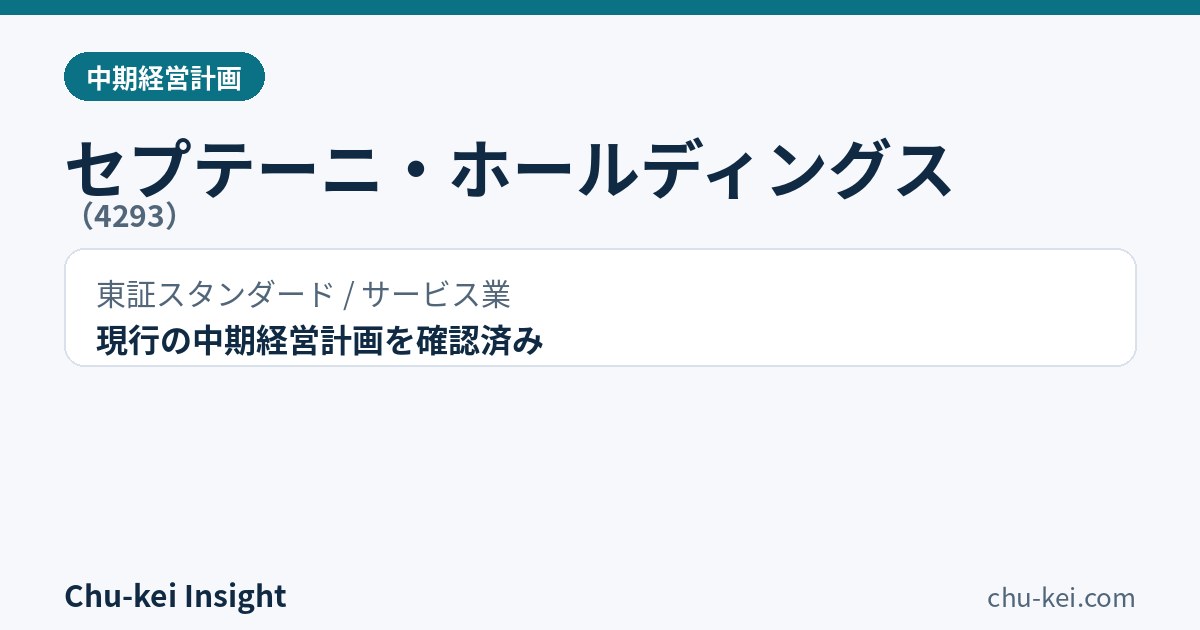 中期経営計画
セプテーニ・ホールディングス
（4293）
東証スタンダード / サービス業
現行の中期経営計画を確認済み
Chu-kei Insight
chu-kei.com